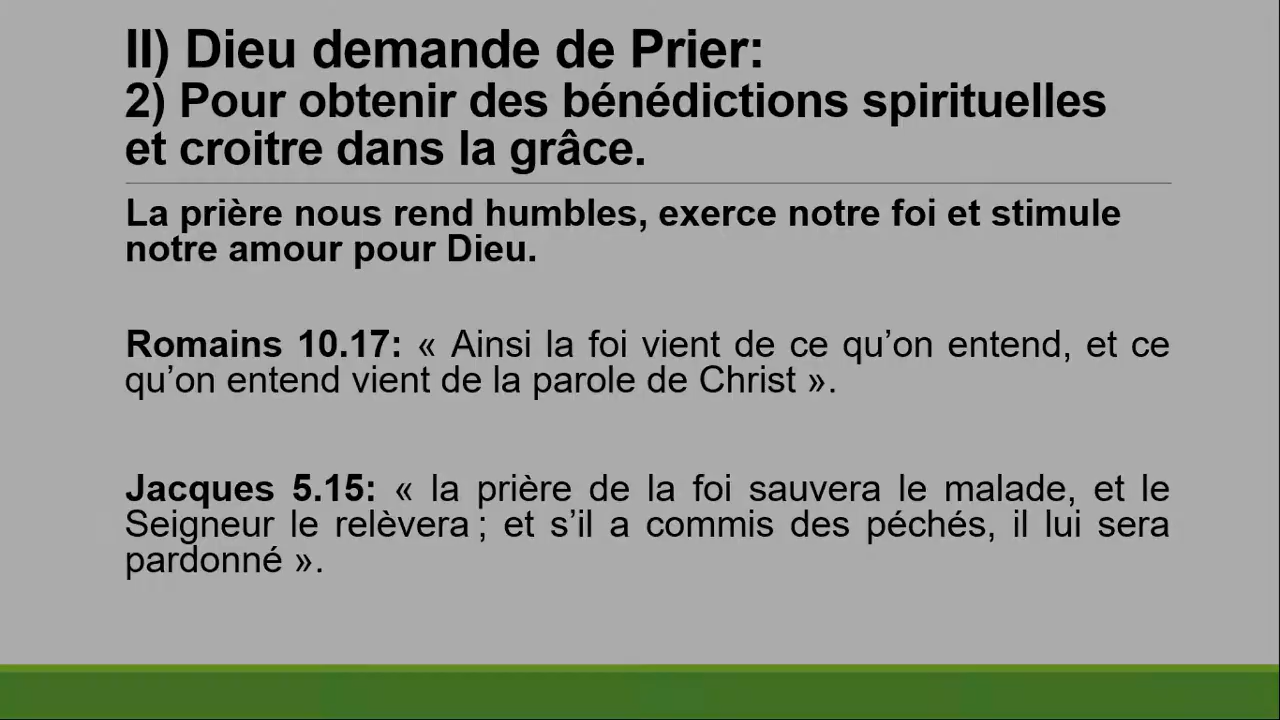 II) Dieu demande de Prier:
2) Pour obtenir des bénédictions spirituelles
et croitre dans la grâce.
La prière nous rend humbles, exerce notre foi et stimule
notre amour pour Dieu.
Romains 10.17: « Ainsi la foi vient de ce qu’on entend, et ce
qu’on entend vient de la parole de Christ ».
Jacques 5.15: « la prière de la foi sauvera le malade, et le
Seigneur le relèvera ; et s’il a commis des péchés, il lui sera
pardonné ».